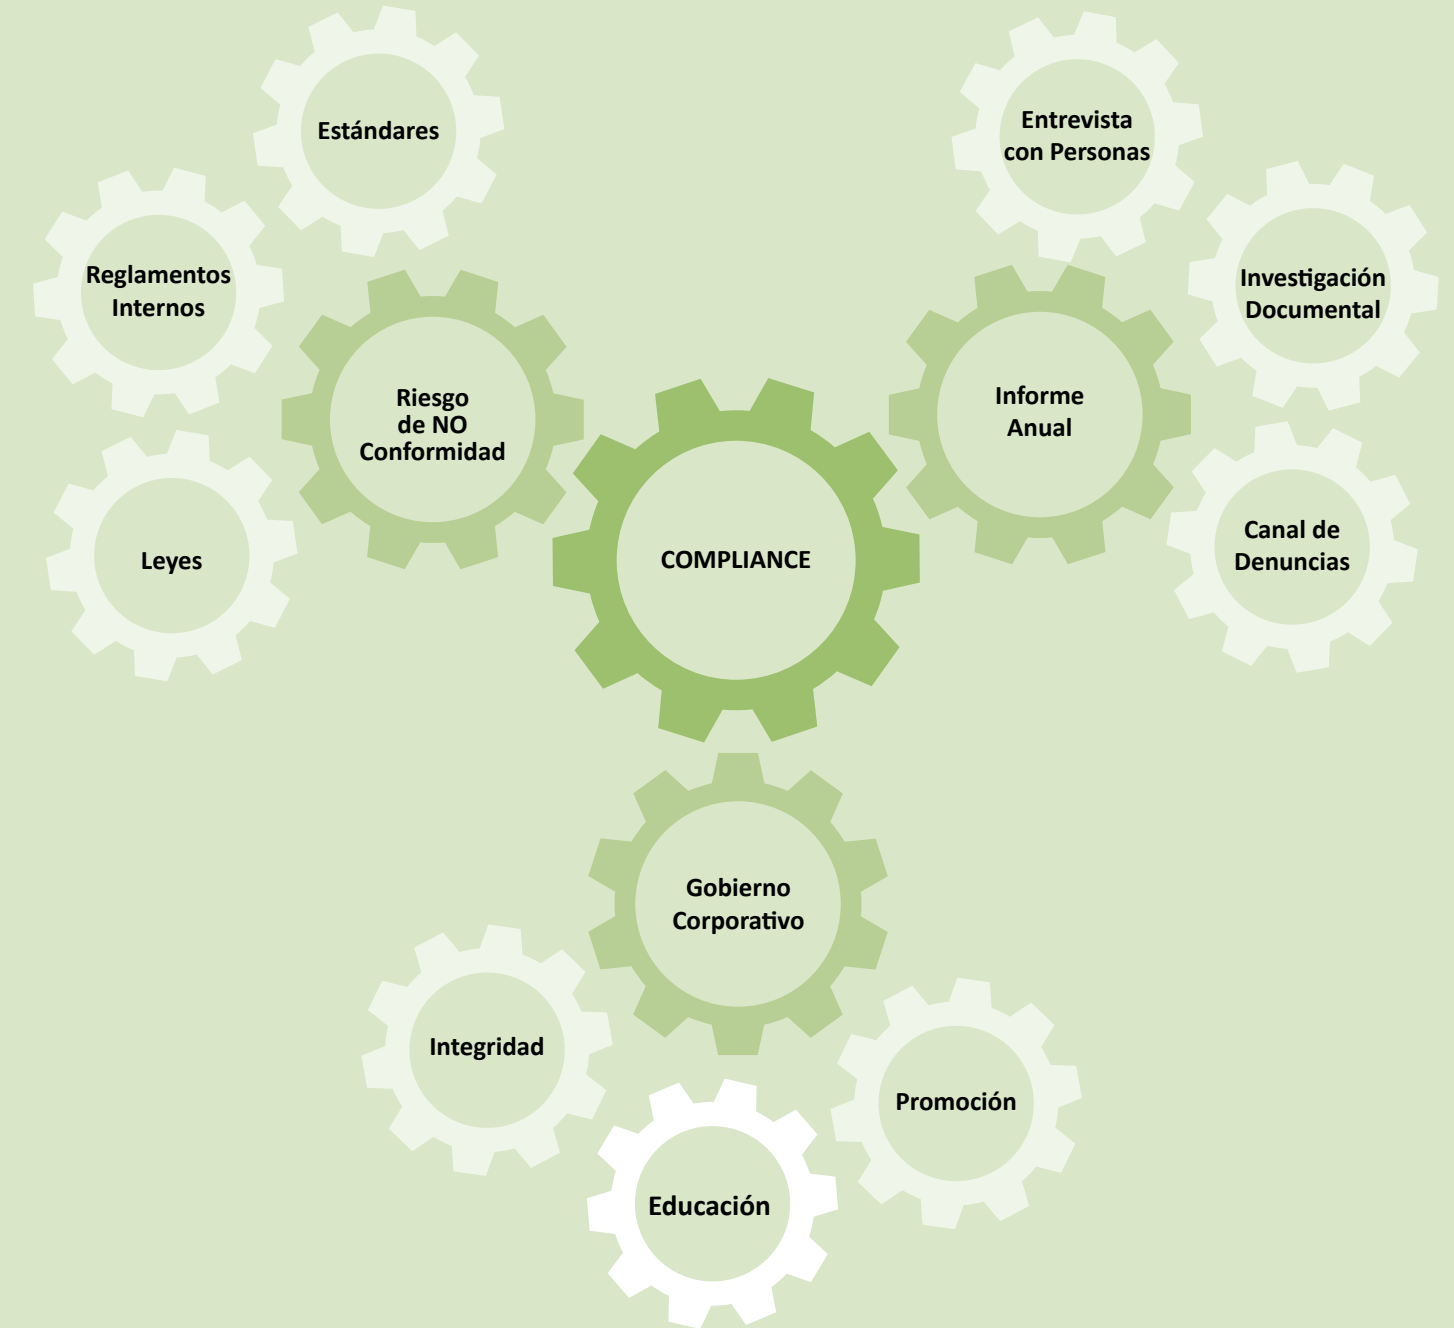 Estándares
Reglamentos
Internos
Leyes
Riesgo
de NO
Conformidad
COMPLIANCE
Informe
Anual
Entrevista
con Personas
Investigación
Documental
Canal de
Denuncias
Gobierno
Corporativo
Integridad
Educación
Promoción